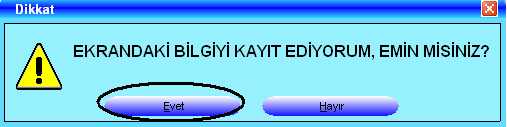 Dikkat
EKRANDAKİ BİLGİYİ KAYIT EDİYORUM, EMİN MİSİNİZ?
Evet Hayır